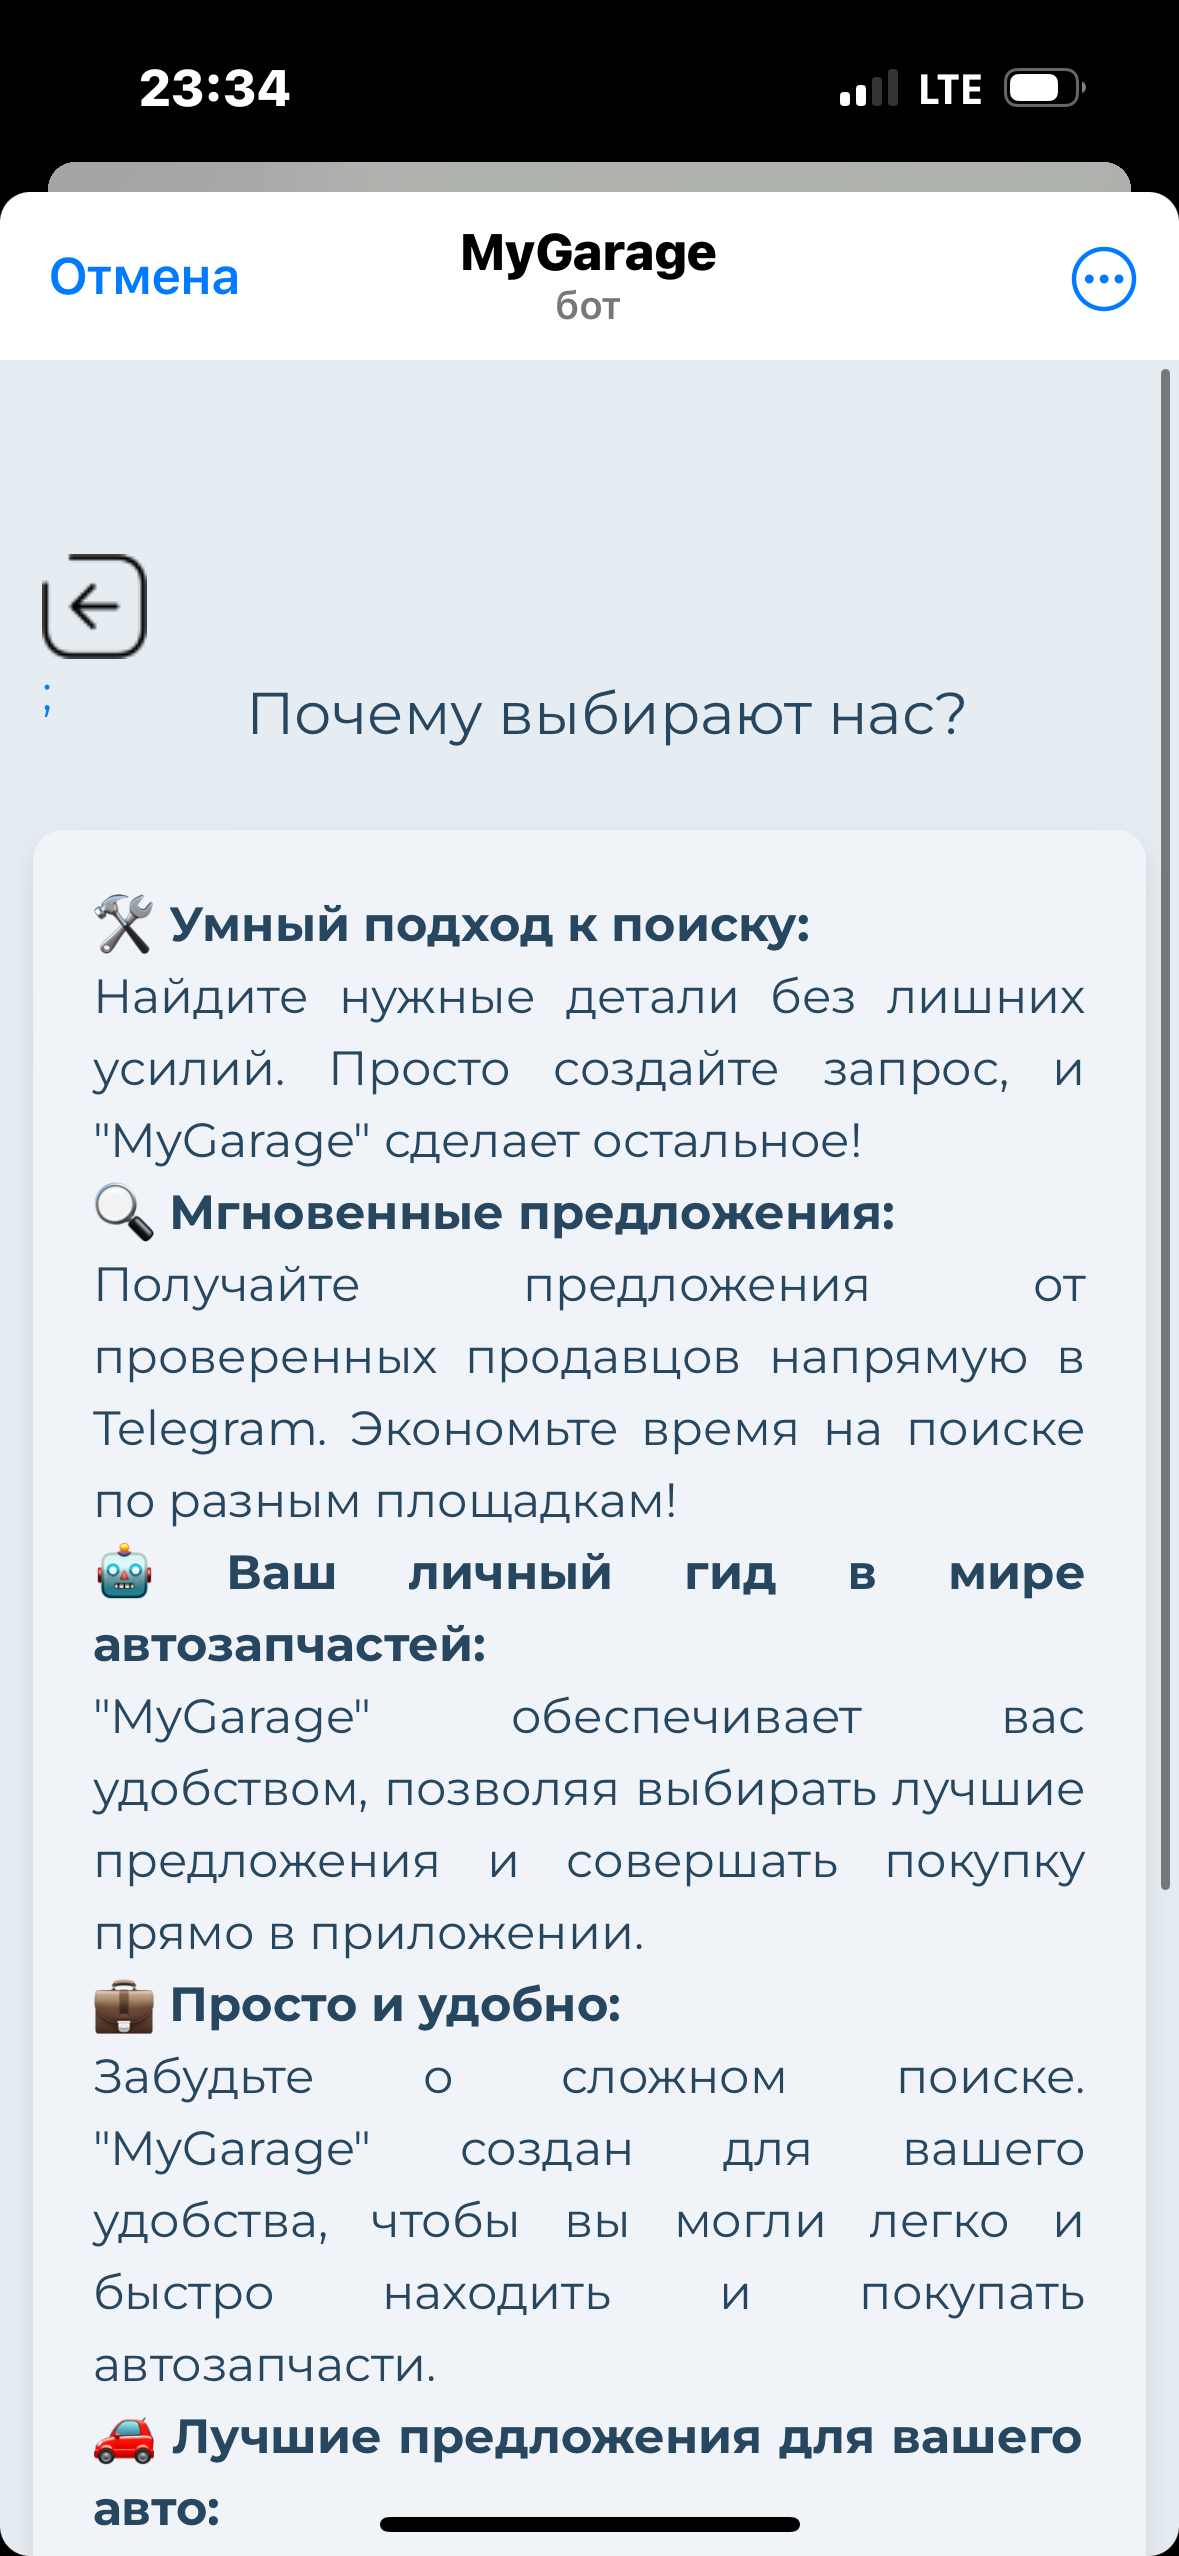 23:34
LTE
Отмена
MyGarage
бот
;
Почему выбирают нас?
🛠 Умный подход к поиску:
Найдите нужные детали без лишних
усилий. Просто создайте запрос, и
"MyGarage" сделает остальное!
🔍 Мгновенные предложения:
Получайте предложения от
проверенных продавцов напрямую в
Telegram. Экономьте время на поиске
по разным площадкам!
🤖 Ваш личный гид в мире
автозапчастей:
"MyGarage" обеспечивает вас
удобством, позволяя выбирать лучшие
предложения и совершать покупку
прямо в приложении.
💼 Просто и удобно:
Забудьте о сложном поиске.
"MyGarage" создан для вашего
удобства, чтобы вы могли легко и
быстро находить и покупать
автозапчасти.
🚗 Лучшие предложения для вашего
авто: